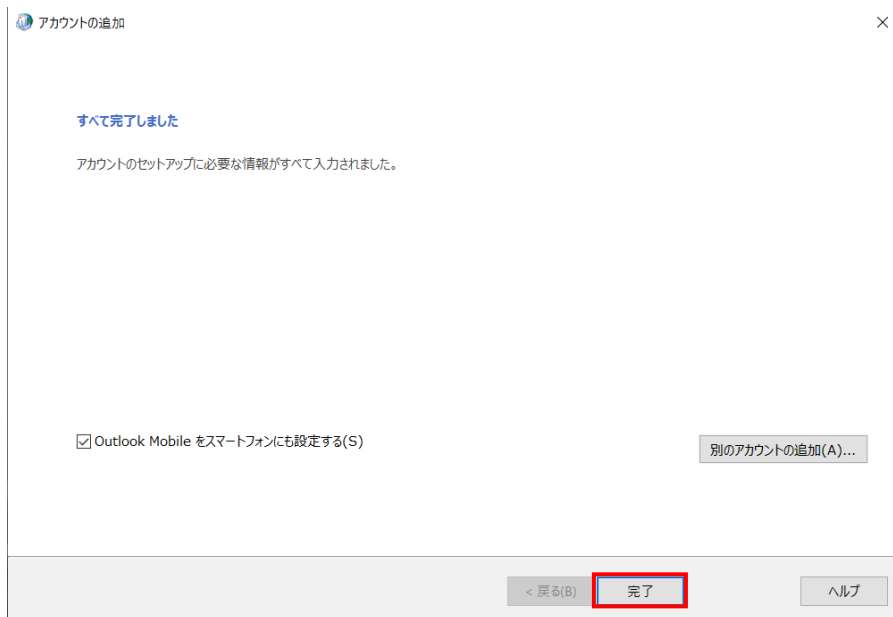 アカウントの追加
すべて完了しました
アカウントのセットアップに必要な情報がすべて入力されました。
Outlook Mobile をスマートフォンにも設定する(S)
別のアカウントの追加(A)...
< 戻る(B)
完了
ヘルプ